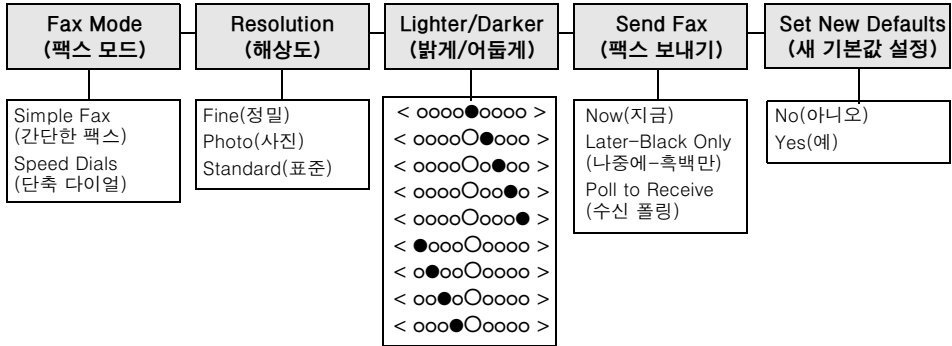 Fax Mode
(팩스 모드)
Resolution
(해상도)
Lighter/Darker
(밝게/어둡게)
Send Fax
(팩스 보내기)
Set New Defaults
(새 기본값 설정)
Simple Fax
(간단한 팩스)
Speed Dials
(단축 다이얼)
Fine(정밀)
Photo(사진)
Standard(표준)
< oooo●oooo >
< ooooO●ooo >
< ooooOo●oo >
< ooooOoo●o >
< ooooOooo● >
< ●oooOoooo >
< o●ooOoooo >
< oo●oOoooo >
< ooo●Ooooo >
Now(지금)
Later-Black Only
(나중에-흑백만)
Poll to Receive
(수신 폴링)
No(아니오)
Yes(예)